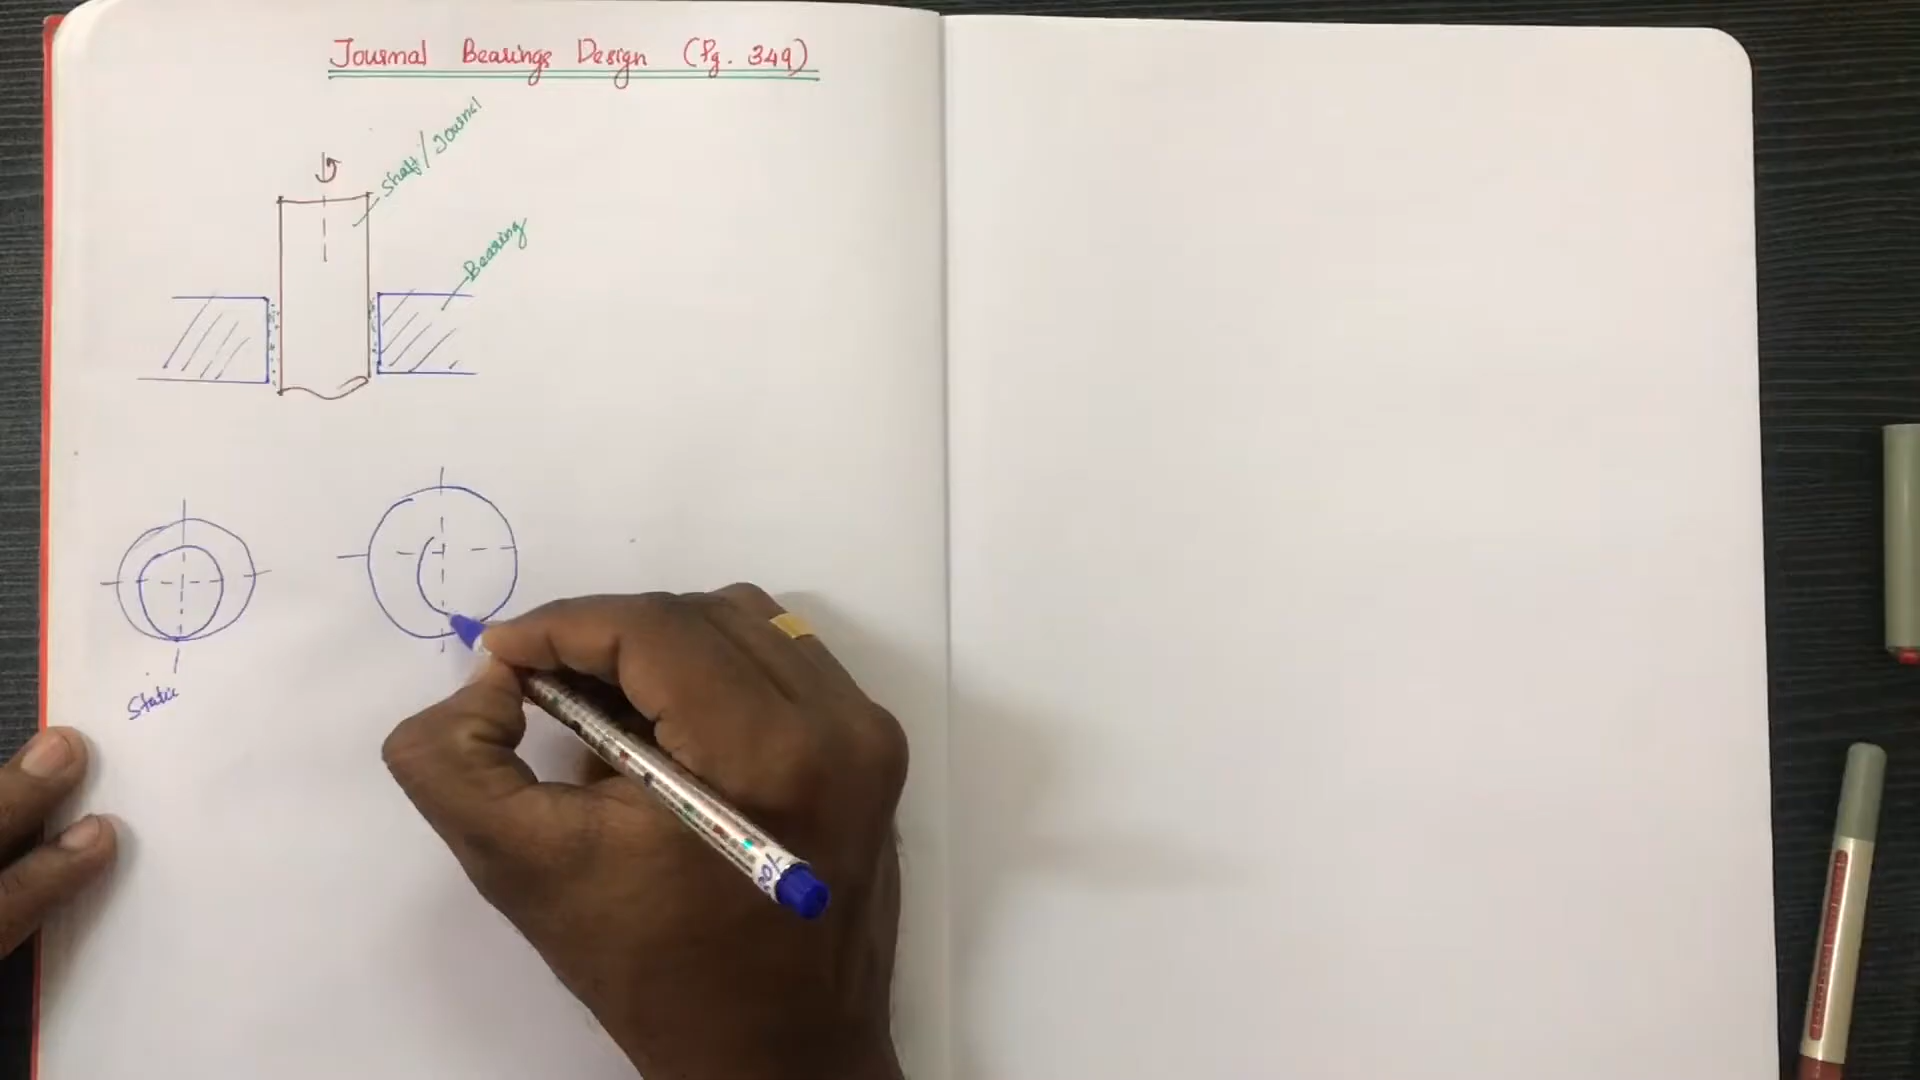 Journal Bearings Design (Pg. 349)
Shaft/Journal
Bearing
Static